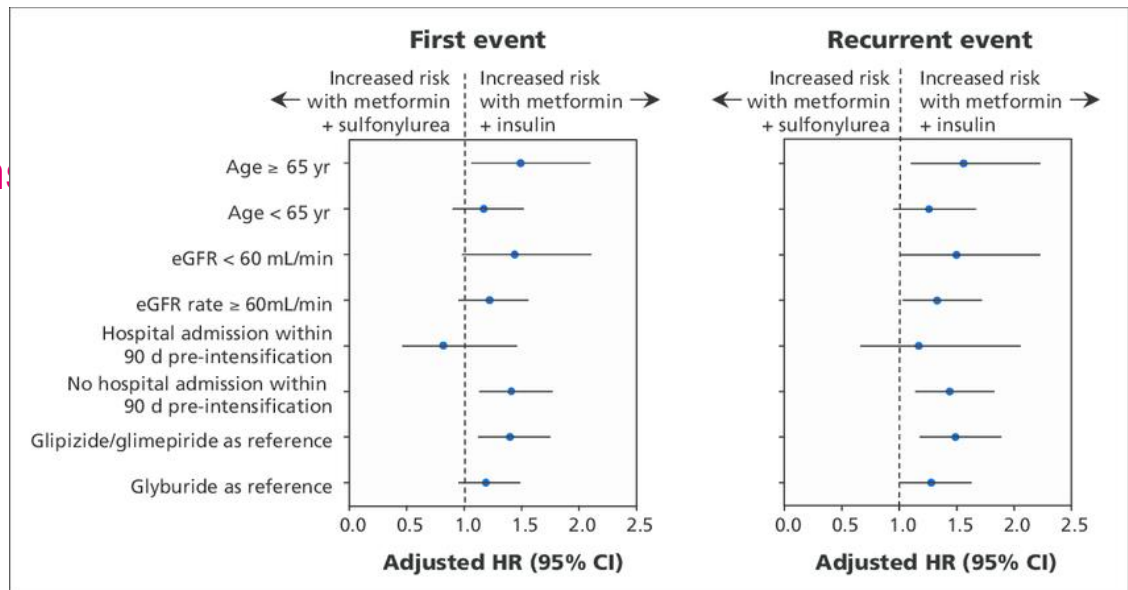 First event
Increased risk
with metformin
+ sulfonylurea
Increased risk
with metformin
+ insulin
Recurrent event
Increased risk
with metformin
+ sulfonylurea
Increased risk
with metformin
+ insulin
Age ≥ 65 yr
Age < 65 yr
eGFR < 60 mL/min
eGFR rate ≥ 60mL/min
Hospital admission within
90 d pre-intensification
No hospital admission within
90 d pre-intensification
Glipizide/glimepiride as reference
Glyburide as reference
0.0 0.5 1.0 1.5 2.0 2.5
Adjusted HR (95% CI)
0.0 0.5 1.0 1.5 2.0 2.5
Adjusted HR (95% CI)